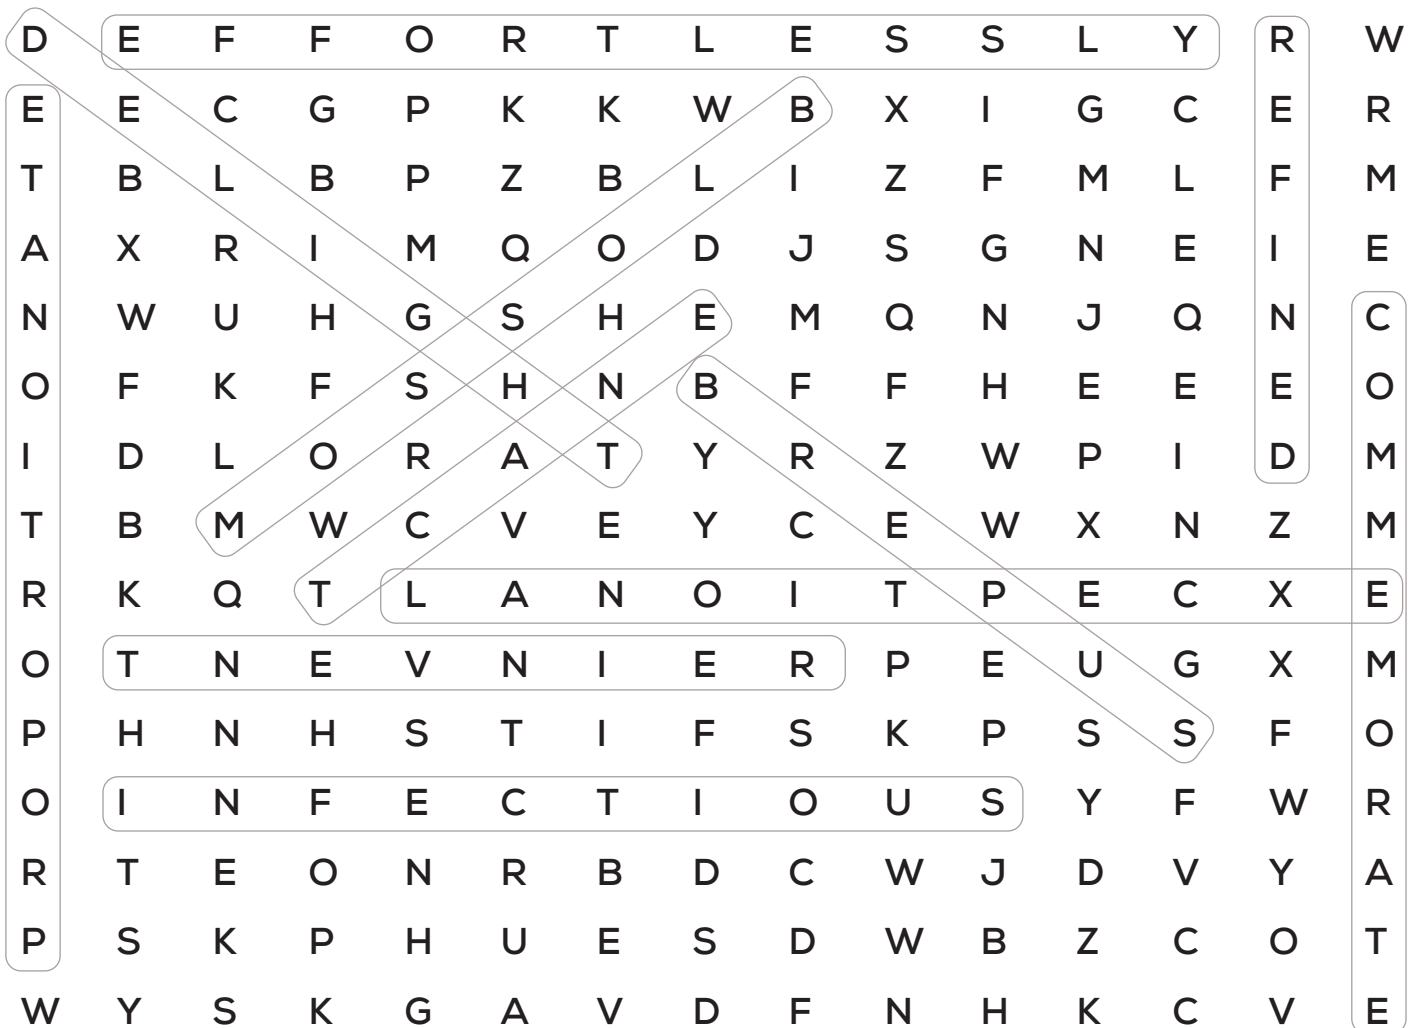 D E F F O R T L E S S L Y R W
E E C G P K K W B X I G C E R
T B L B P Z B L I Z F M L F M
A X R I M Q O D J S G N E I E
N W U H G S H E M Q N J Q N C
O F K F S H N B F F H E E E O
I D L O R A T Y R Z W P I D M
T B M W C V E Y C E W X N Z M
R K Q T L A N O I T P E C X E
O T N E V N I E R P E U G X M
P H N H S T I F S K P S S F O
O I N F E C T I O U S Y F W R
R T E O N R B D C W J D V Y A
P S K P H U E S D W B Z C O T
W Y S K G A V D F N H K C V E